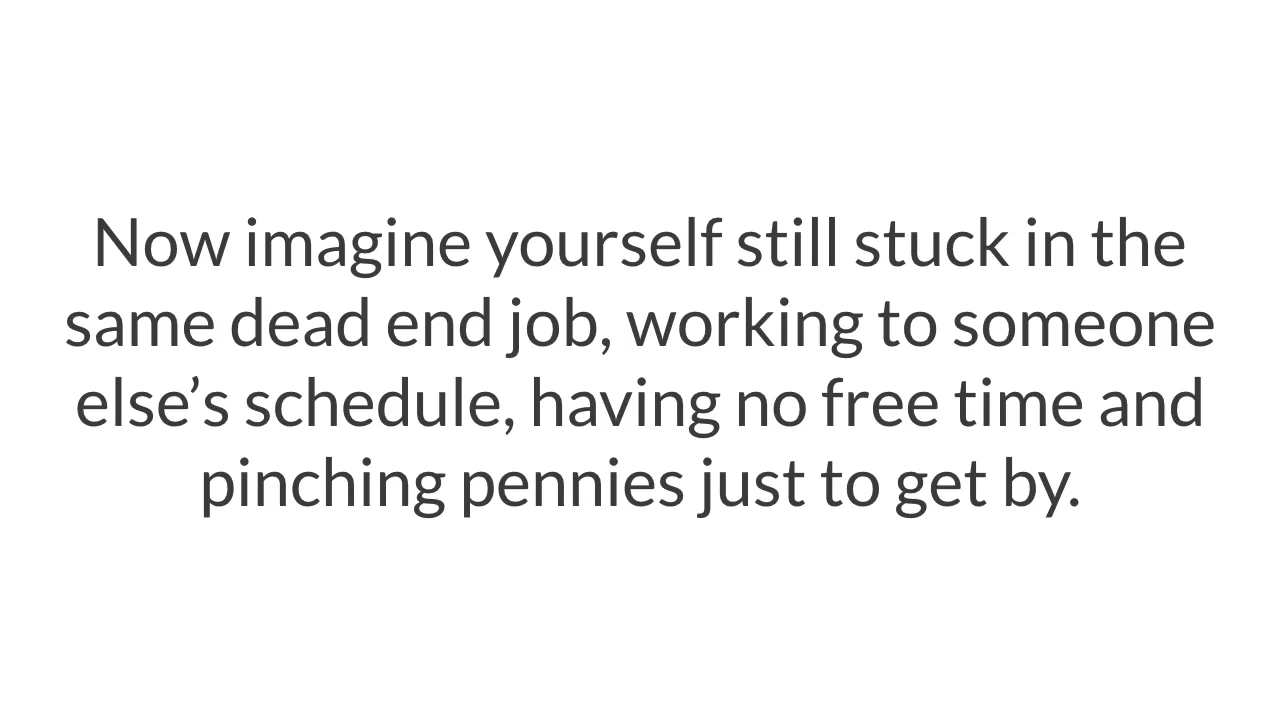 Now imagine yourself still stuck in the
same dead end job, working to someone
else’s schedule, having no free time and
pinching pennies just to get by.